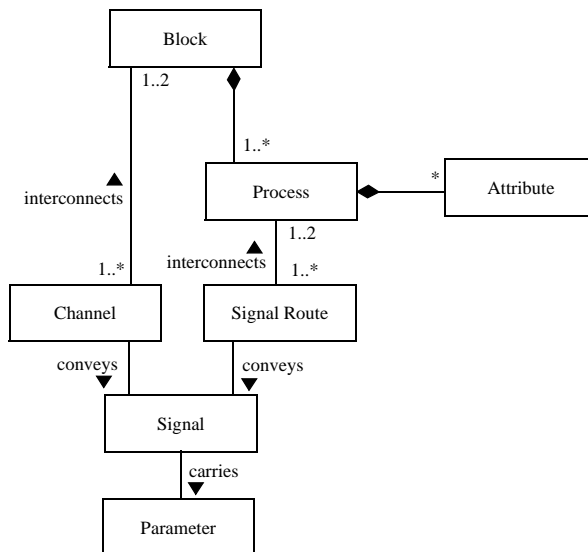 Block
1..2
1..*
Process
*
Attribute
interconnects
1..2
interconnects
1..*
1..*
Channel
Signal Route
conveys
conveys
Signal
carries
Parameter